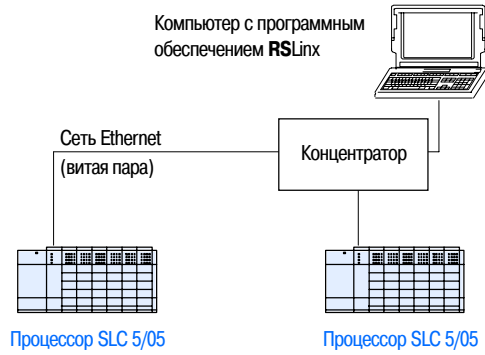 Компьютер с программным
обеспечением RSLinx
Сеть Ethernet
(витая пара)
Концентратор
Процессор SLC 5/05
Процессор SLC 5/05